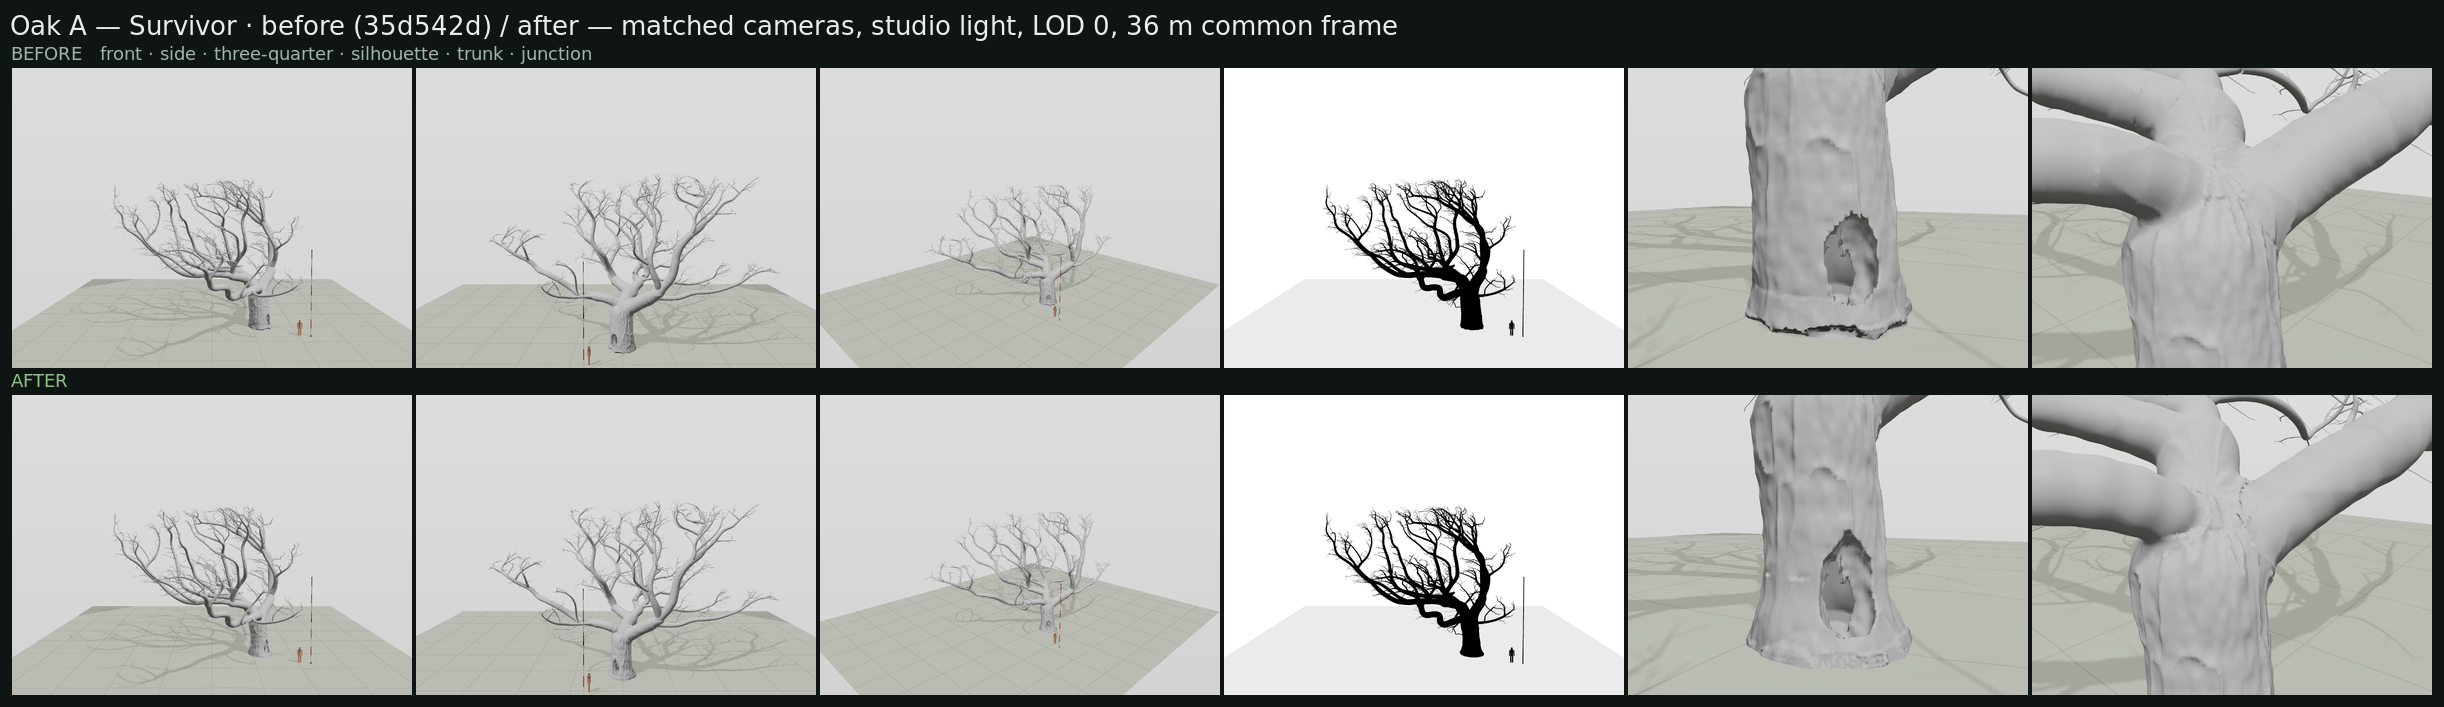 Oak A — Survivor · before (35d542d) / after — matched cameras, studio light, LOD 0, 36 m common frame
BEFORE front · side · three-quarter · silhouette · trunk · junction
AFTER